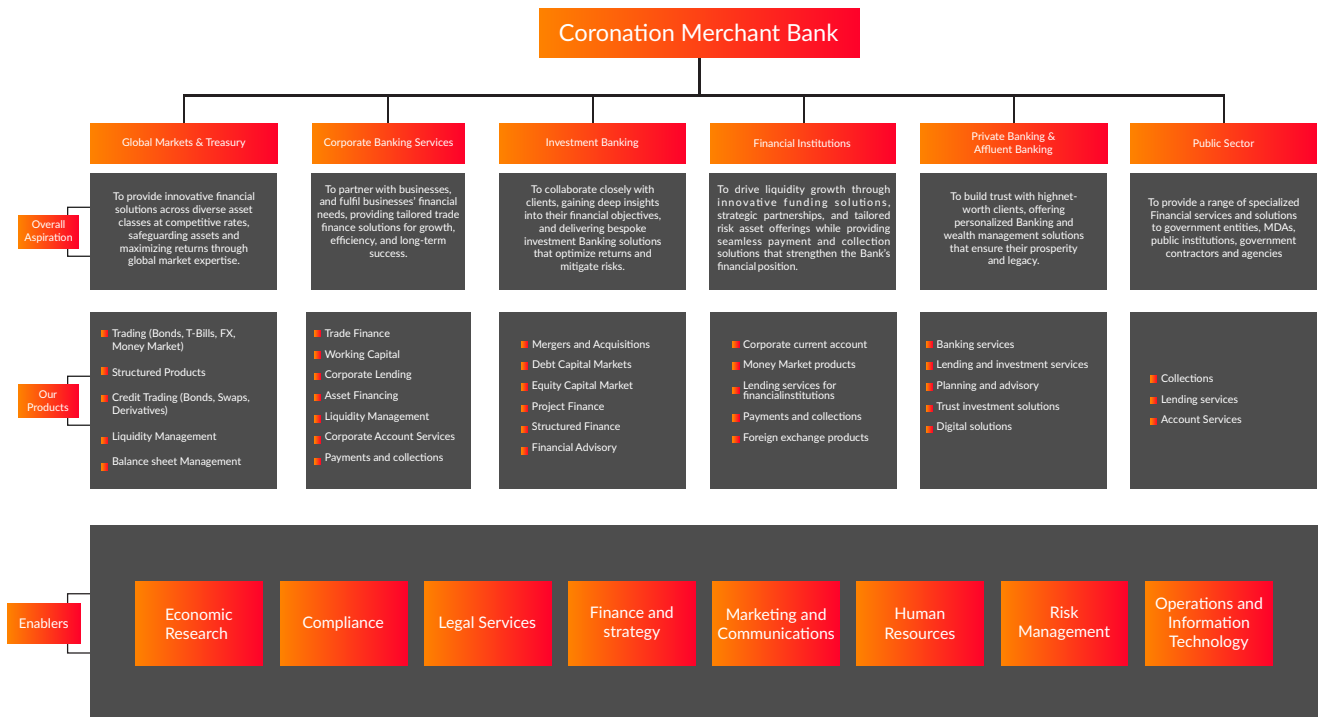 Coronation Merchant Bank
Global Markets & Treasury
Corporate Banking Services
Investment Banking
Financial Institutions
Private Banking &
Affluent Banking
Public Sector
Overall
Aspiration
To provide innovative financial
solutions across diverse asset
classes at competitive rates,
safeguarding assets and
maximizing returns through
global market expertise.
To partner with businesses,
and fulfil businesses' financial
needs, providing tailored trade
finance solutions for growth,
efficiency, and long-term
success.
To collaborate closely with
clients, gaining deep insights
into their financial objectives,
and delivering bespoke
investment Banking solutions
that optimize returns and
mitigate risks.
To drive liquidity growth through
innovative funding solutions,
strategic partnerships, and tailored
risk asset offerings while providing
seamless payment and collection
solutions that strengthen the Bank's
financial position.
To build trust with highnet-
worth clients, offering
personalized Banking and
wealth management solutions
that ensure their prosperity
and legacy.
To provide a range of specialized
Financial services and solutions
to government entities, MDAs,
public institutions, government
contractors and agencies
Our
Products
Trading (Bonds, T-Bills, FX,
Money Market)
Structured Products
Credit Trading (Bonds, Swaps,
Derivatives)
Liquidity Management
Balance sheet Management
Trade Finance
Working Capital
Corporate Lending
Asset Financing
Liquidity Management
Corporate Account Services
Payments and collections
Mergers and Acquisitions
Debt Capital Markets
Equity Capital Market
Project Finance
Structured Finance
Financial Advisory
Corporate current account
Money Market products
Lending services for
financialinstitutions
Payments and collections
Foreign exchange products
Banking services
Lending and investment services
Planning and advisory
Trust investment solutions
Digital solutions
Collections
Lending services
Account Services
Enablers
Economic
Research
Compliance
Legal Services
Finance and
strategy
Marketing and
Communications
Human
Resources
Risk
Management
Operations and
Information
Technology